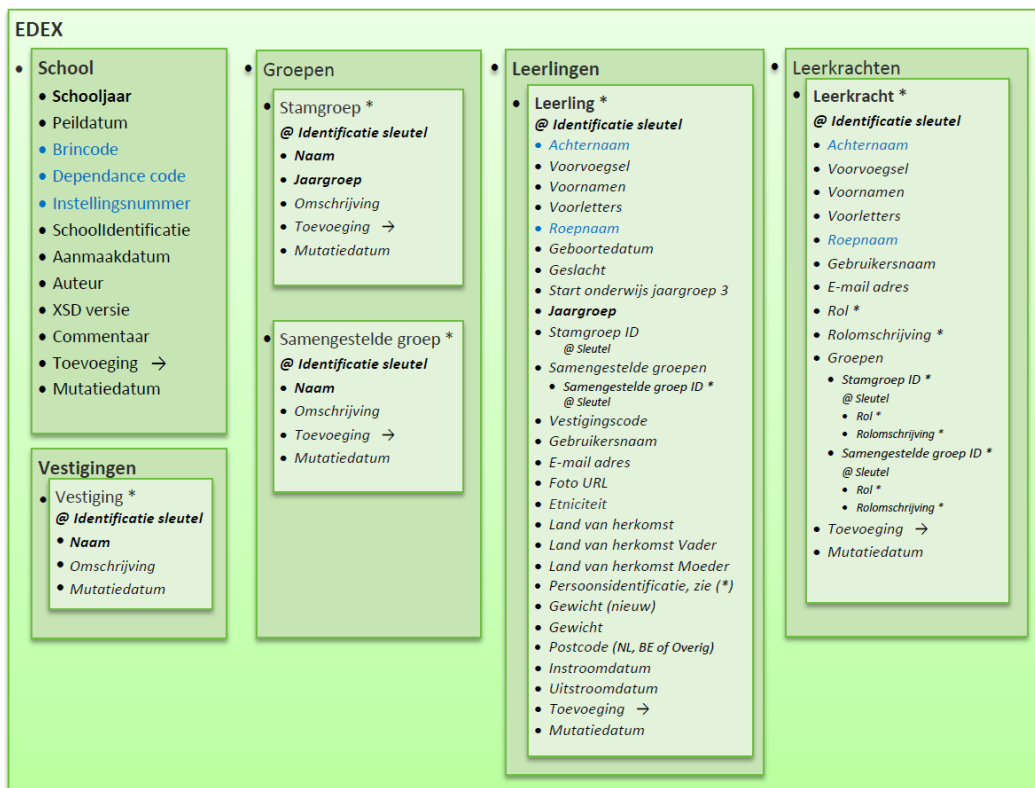 EDEX
• School
• Schooljaar
• Peildatum
• Brincode
• Dependance code
• Instellingsnummer
• SchoolIdentificatie
• Aanmaakdatum
• Auteur
• XSD versie
• Commentaar
• Toevoeging →
• Mutatiedatum
Vestigingen
• Vestiging *
@ Identificatie sleutel
• Naam
• Omschrijving
• Mutatiedatum
• Groepen
• Stamgroep *
@ Identificatie sleutel
• Naam
• Jaargroep
• Omschrijving
• Toevoeging →
• Mutatiedatum
• Samengestelde groep *
@ Identificatie sleutel
• Naam
• Omschrijving
• Toevoeging →
• Mutatiedatum
• Leerlingen
• Leerling *
@ Identificatie sleutel
• Achternaam
• Voorvoegsel
• Voornamen
• Voorletters
• Roepnaam
• Geboortedatum
• Geslacht
• Start onderwijs jaargroep 3
• Jaargroep
• Stamgroep ID
@ Sleutel
• Samengestelde groepen
• Samengestelde groep ID *
@ Sleutel
• Vestigingscode
• Gebruikersnaam
• E-mail adres
• Foto URL
• Etniciteit
• Land van herkomst
• Land van herkomst Vader
• Land van herkomst Moeder
• Persoonsidentificatie, zie (*)
• Gewicht (nieuw)
• Gewicht
• Postcode (NL, BE of Overig)
• Instroomdatum
• Uitstroomdatum
• Toevoeging →
• Mutatiedatum
• Leerkrachten
• Leerkracht *
@ Identificatie sleutel
• Achternaam
• Voorvoegsel
• Voornamen
• Voorletters
• Roepnaam
• Gebruikersnaam
• E-mail adres
• Rol *
• Rolomschrijving *
• Groepen
• Stamgroep ID *
@ Sleutel
• Rol *
• Rolomschrijving *
• Samengestelde groep ID *
@ Sleutel
• Rol *
• Rolomschrijving *
• Toevoeging →
• Mutatiedatum